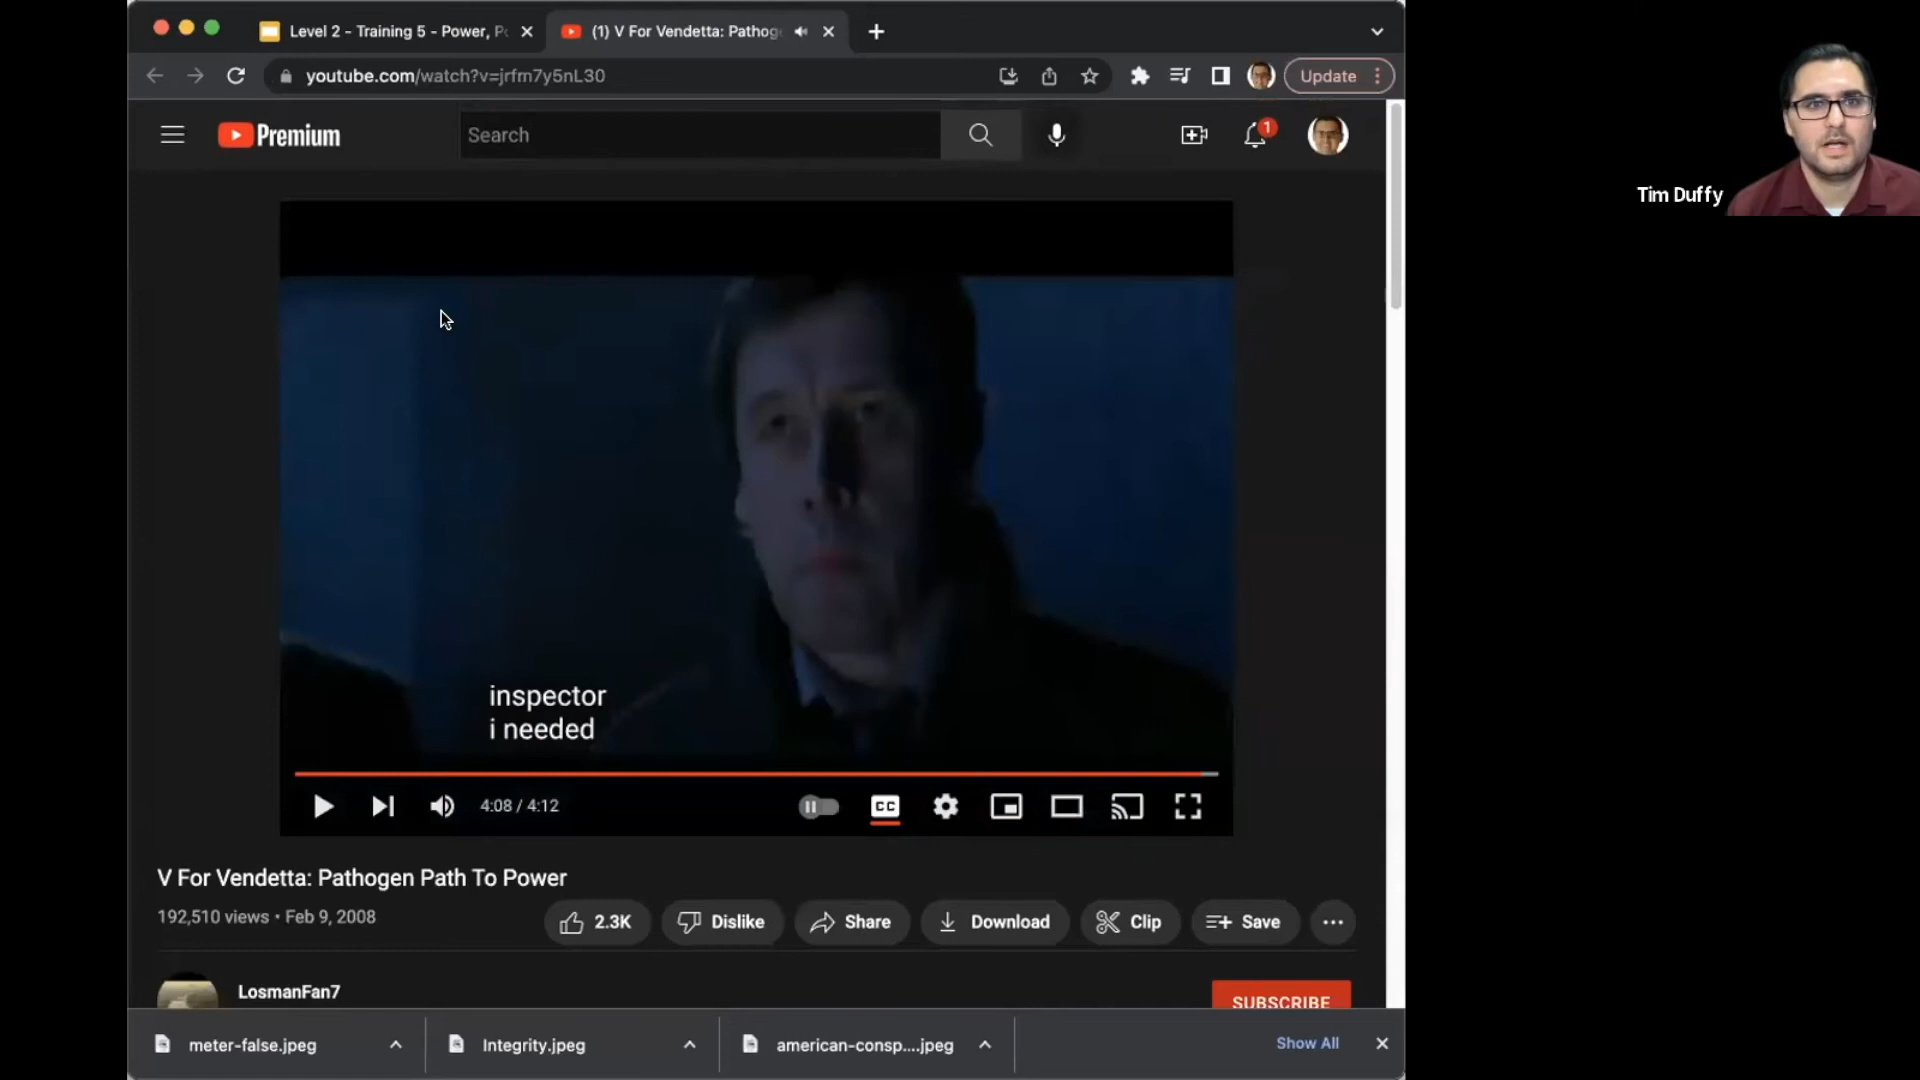 Level 2 - Training 5 - Power, Po
(1) V For Vendetta: Pathog
youtube.com/watch?v=jrfm7y5nL30
Update
Premium
Search
1
Tim Duffy
inspector
i needed
4:08 / 4:12
CC
V For Vendetta: Pathogen Path To Power
192,510 views • Feb 9, 2008
2.3K
Dislike
Share
Download
Clip
Save
LosmanFan7
SUBSCRIBE
meter-false.jpeg
Integrity.jpeg
american-consp....jpeg
Show All